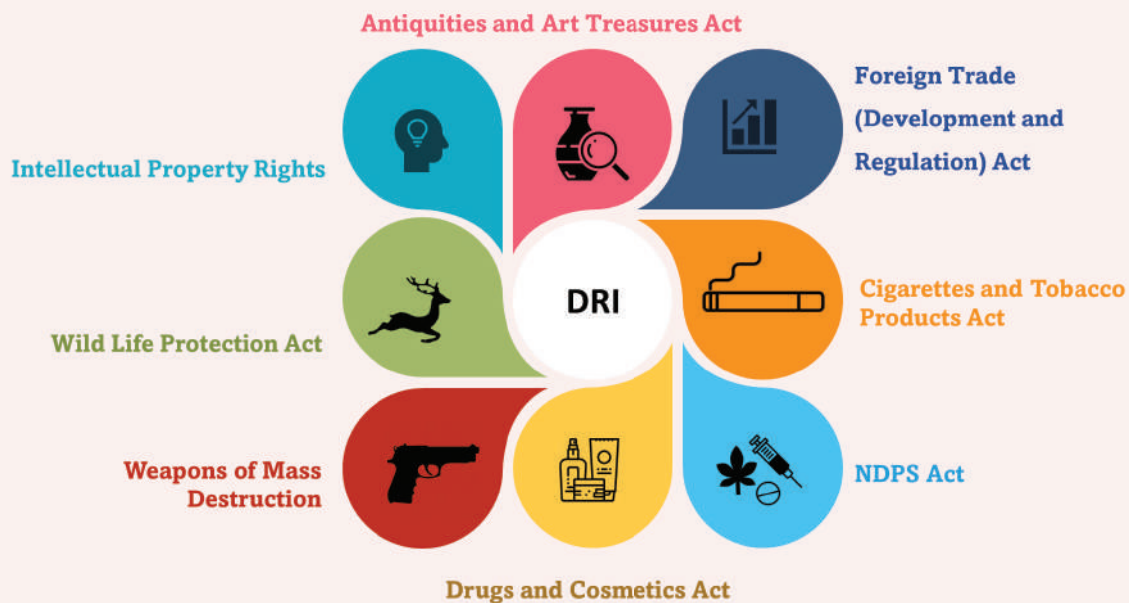 Antiquities and Art Treasures Act
Foreign Trade
(Development and
Regulation) Act
Intellectual Property Rights
DRI
Cigarettes and Tobacco
Products Act
Wild Life Protection Act
Weapons of Mass
Destruction
NDPS Act
Drugs and Cosmetics Act